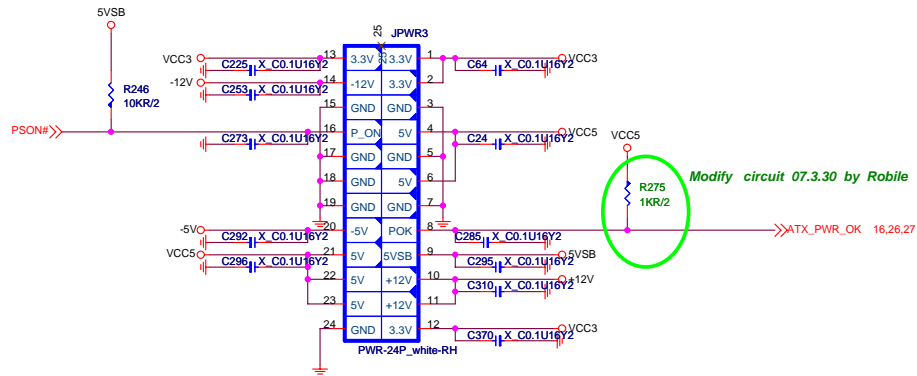 5VSB
25
JPWR3
VCC3
13
3.3V
25
3.3V
1
VCC3
C225
X_C0.1U16Y2
C64
X_C0.1U16Y2
R246
10KR/2
-12V
14
-12V
3.3V
2
C253
X_C0.1U16Y2
15
GND
GND
3
PSON#
16
P_ON
5V
4
VCC5
C273
X_C0.1U16Y2
C24
X_C0.1U16Y2
VCC5
17
GND
GND
5
18
GND
5V
6
R275
1KR/2
Modify circuit 07.3.30 by Robile
19
GND
GND
7
-5V
20
-5V
POK
8
ATX_PWR_OK 16,26,27
C292
X_C0.1U16Y2
C285
X_C0.1U16Y2
VCC5
21
5V
5VSB
9
5VSB
C296
X_C0.1U16Y2
C295
X_C0.1U16Y2
22
5V
+12V
10
+12V
C310
X_C0.1U16Y2
23
5V
+12V
11
24
GND
3.3V
12
VCC3
C370
X_C0.1U16Y2
PWR-24P_white-RH